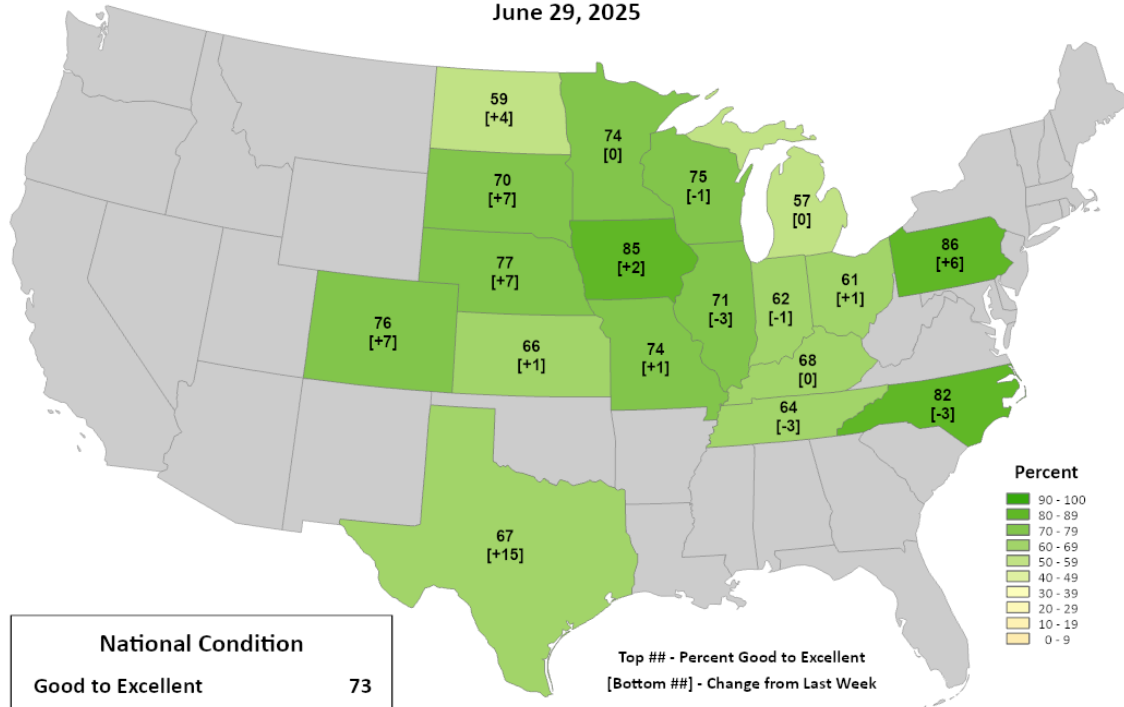 June 29, 2025
59
[+4]
74
[0]
75
[-1]
70
[+7]
57
[0]
77
[+7]
85
[+2]
86
[+6]
61
[+1]
62
[-1]
71
[-3]
76
[+7]
66
[+1]
74
[+1]
68
[0]
64
[-3]
82
[-3]
67
[+15]
Percent
90 - 100
80 - 89
70 - 79
60 - 69
50 - 59
40 - 49
30 - 39
20 - 29
10 - 19
0 - 9
National Condition
Good to Excellent 73
Top ## - Percent Good to Excellent
[Bottom ##] - Change from Last Week